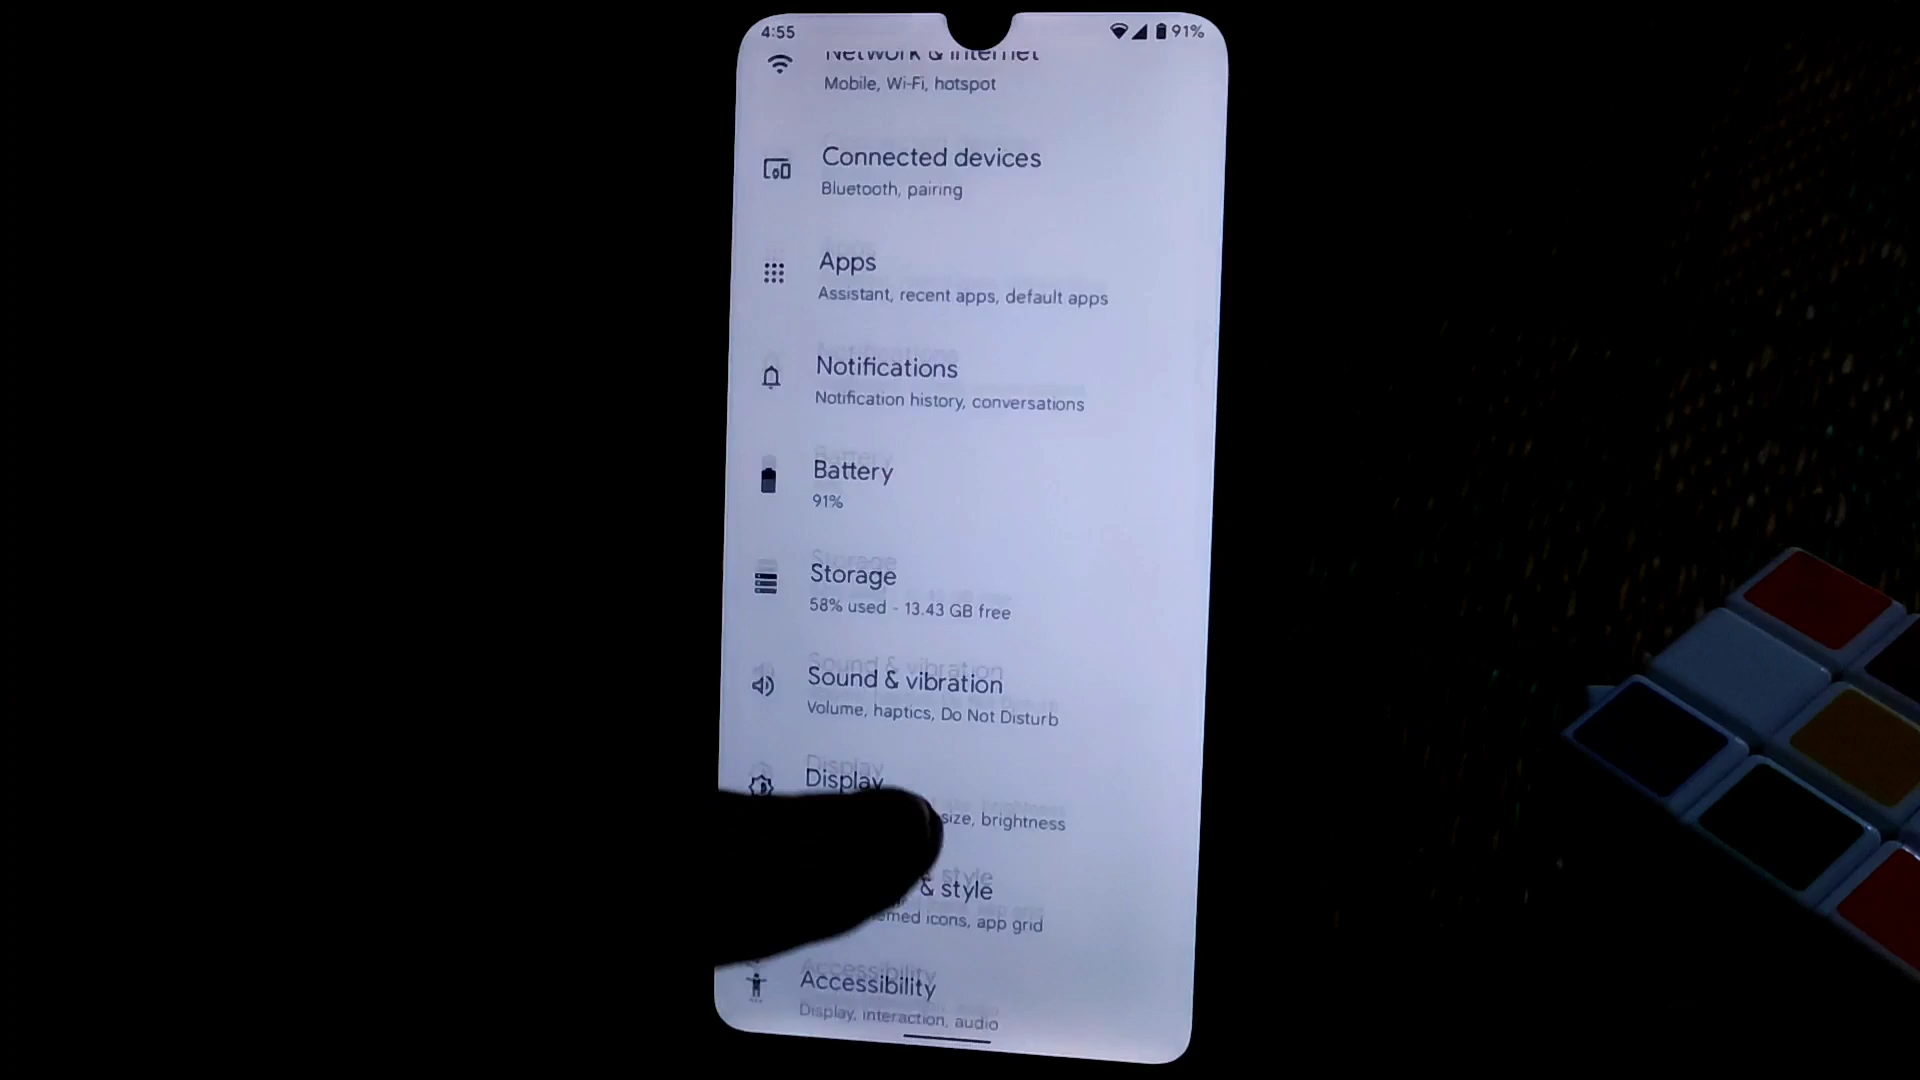 4:55
91%
Network & internet
Mobile, Wi-Fi, hotspot
Connected devices
Bluetooth, pairing
Apps
Assistant, recent apps, default apps
Notifications
Notification history, conversations
Battery
91%
Storage
58% used - 13.43 GB free
Sound & vibration
Volume, haptics, Do Not Disturb
Display
size, brightness
& style
icons, app grid
Accessibility
Display, interaction, audio